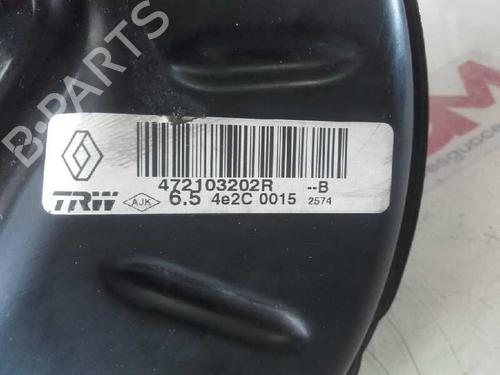 B-PARTS
472103202R --B
TRW AJK 6.5 4e2C 0015 2574